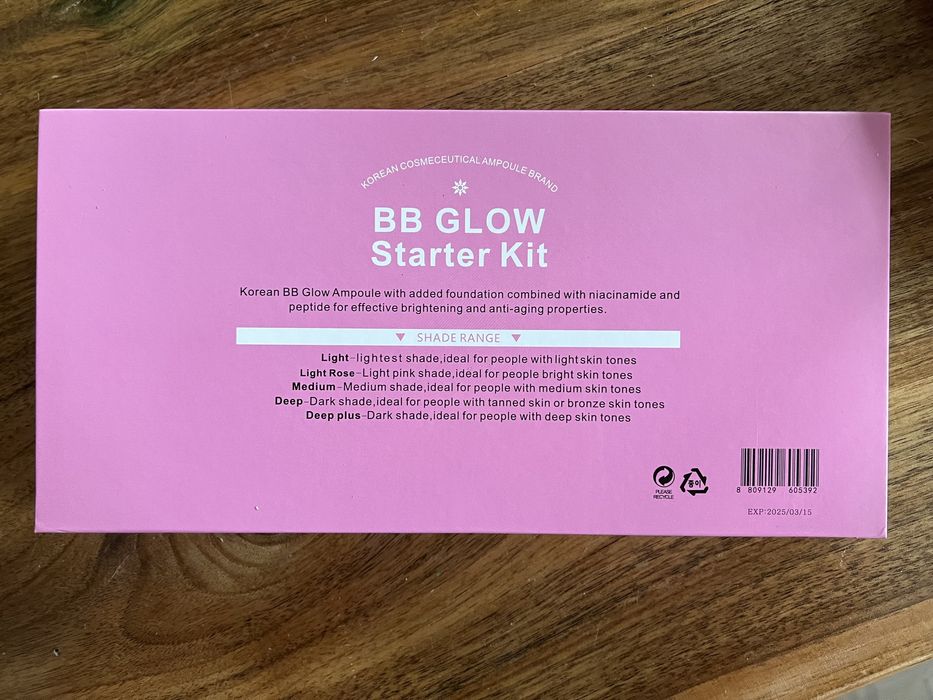 KOREAN COSMECEUTICAL AMPOULE BRAND
BB GLOW
Starter Kit
Korean BB Glow Ampoule with added foundation combined with niacinamide and
peptide for effective brightening and anti-aging properties.
▼ SHADE RANGE ▼
Light-lightest shade,ideal for people with light skin tones
Light Rose-Light pink shade,ideal for people bright skin tones
Medium-Medium shade,ideal for people with medium skin tones
Deep-Dark shade,ideal for people with tanned skin or bronze skin tones
Deep plus-Dark shade,ideal for people with deep skin tones
PLEASE
RECYCLE
종이
8 809129 605392
EXP:2025/03/15